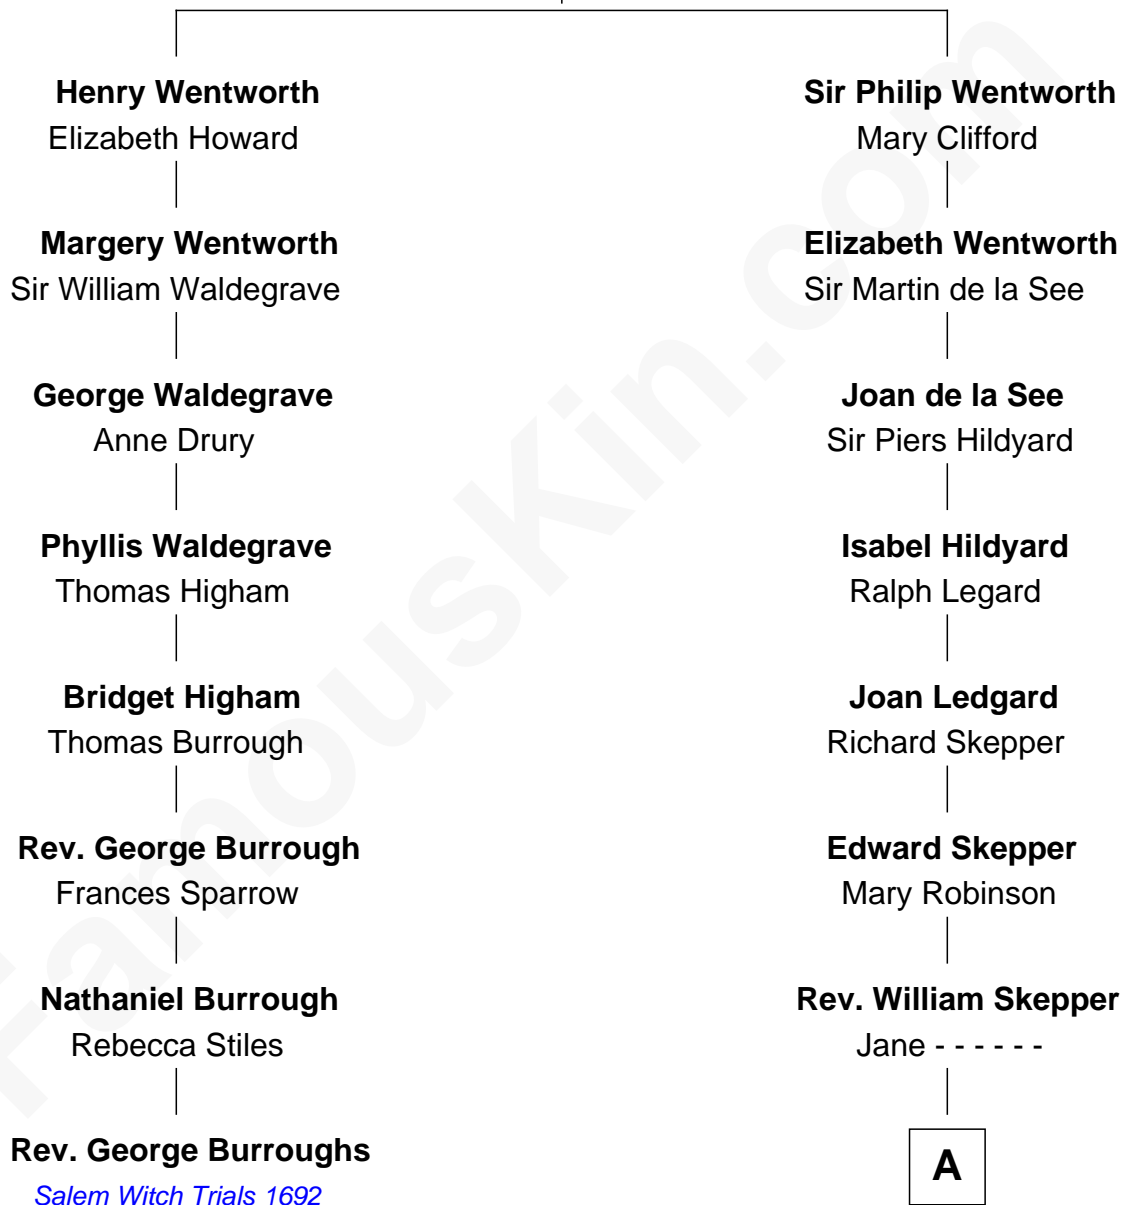 Henry Wentworth
Elizabeth Howard
Margery Wentworth
Sir William Waldegrave
George Waldegrave
Anne Drury
Phyllis Waldegrave
Thomas Higham
Bridget Higham
Thomas Burrough
Rev. George Burrough
Frances Sparrow
Nathaniel Burrough
Rebecca Stiles
Rev. George Burroughs
Salem Witch Trials 1692
Sir Philip Wentworth
Mary Clifford
Elizabeth Wentworth
Sir Martin de la See
Joan de la See
Sir Piers Hildyard
Isabel Hildyard
Ralph Legard
Joan Ledgard
Richard Skepper
Edward Skepper
Mary Robinson
Rev. William Skepper
Jane - - - - - -
A
FamousKin.com